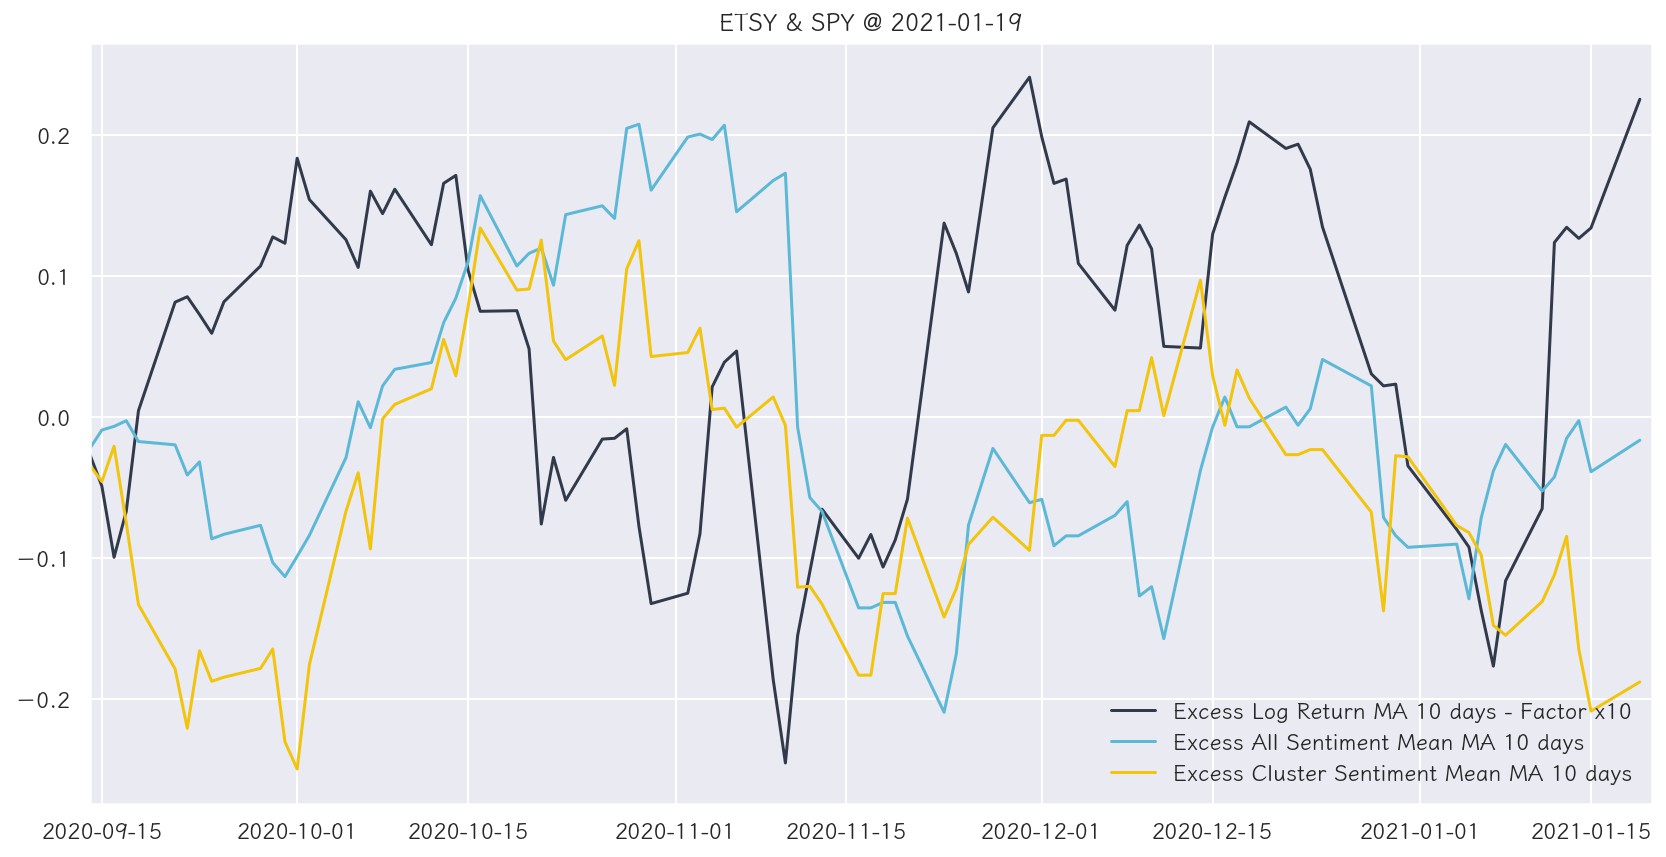 ETSY & SPY @ 2021-01-19
0.2
0.1
0.0
−0.1
−0.2
Excess Log Return MA 10 days - Factor x10
Excess All Sentiment Mean MA 10 days
Excess Cluster Sentiment Mean MA 10 days
2020-09-15 2020-10-01 2020-10-15 2020-11-01 2020-11-15 2020-12-01 2020-12-15 2021-01-01 2021-01-15